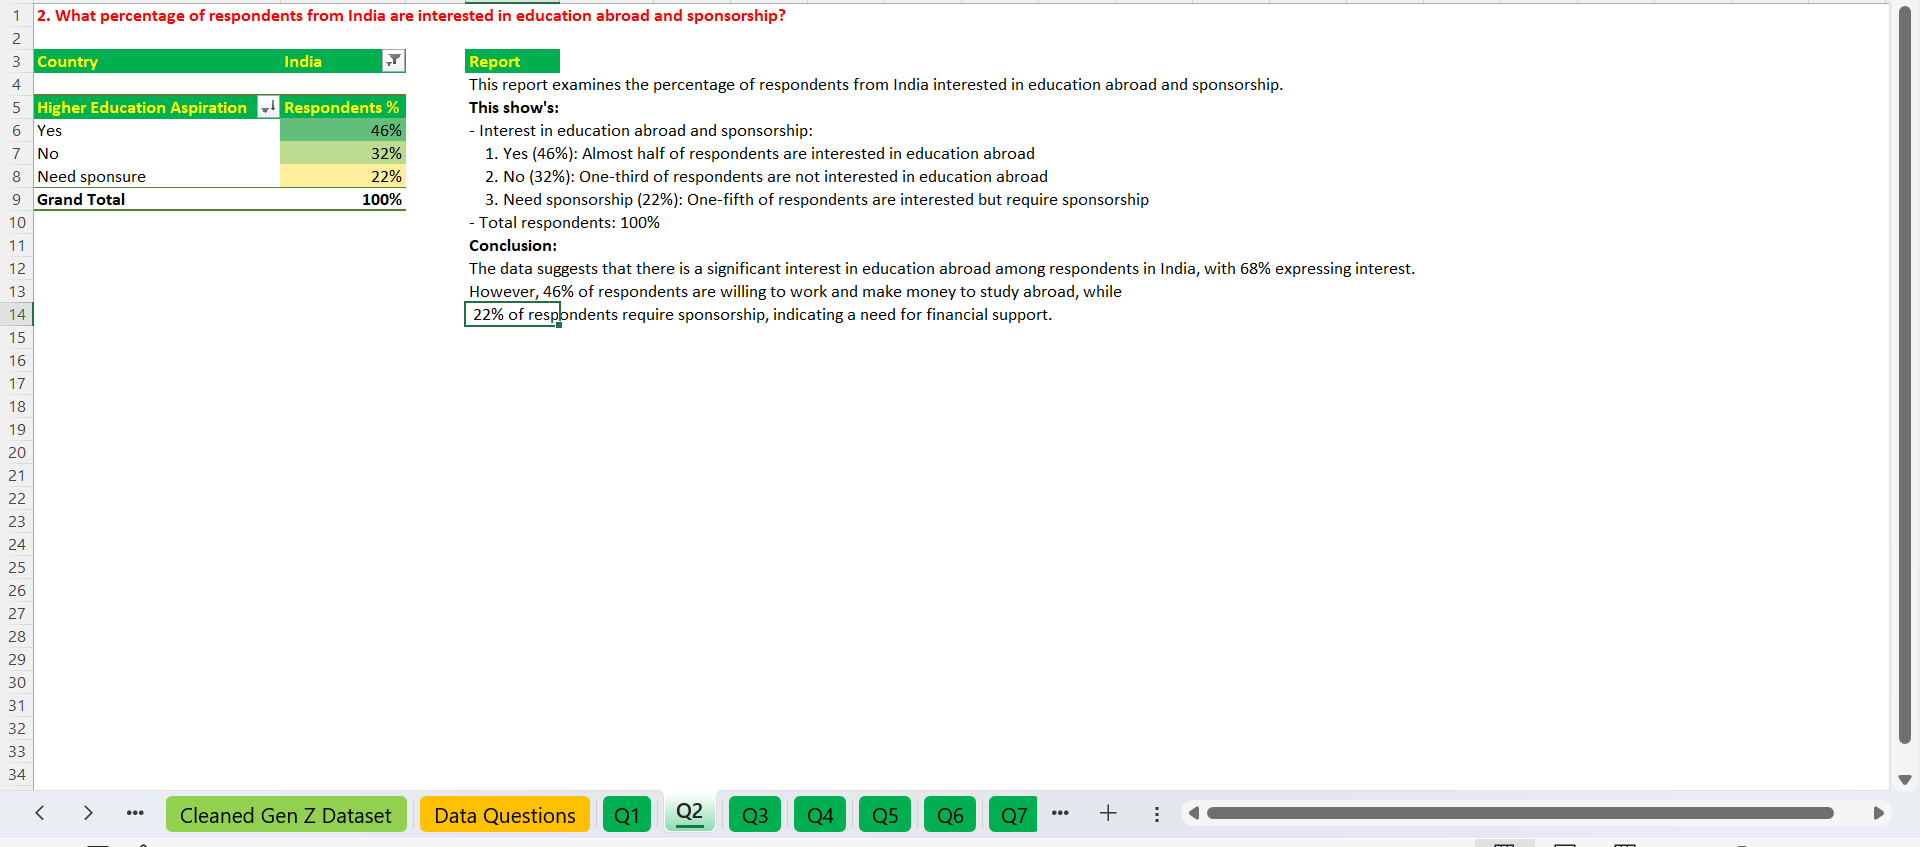 2. What percentage of respondents from India are interested in education abroad and sponsorship?
Country India
Higher Education Aspiration Respondents %
Yes 46%
No 32%
Need sponsure 22%
Grand Total 100%
Report
This report examines the percentage of respondents from India interested in education abroad and sponsorship.
This show's:
- Interest in education abroad and sponsorship:
1. Yes (46%): Almost half of respondents are interested in education abroad
2. No (32%): One-third of respondents are not interested in education abroad
3. Need sponsorship (22%): One-fifth of respondents are interested but require sponsorship
- Total respondents: 100%
Conclusion:
The data suggests that there is a significant interest in education abroad among respondents in India, with 68% expressing interest.
However, 46% of respondents are willing to work and make money to study abroad, while
22% of respondents require sponsorship, indicating a need for financial support.
1
2
3
4
5
6
7
8
9
10
11
12
13
14
15
16
17
18
19
20
21
22
23
24
25
26
27
28
29
30
31
32
33
34
Cleaned Gen Z Dataset Data Questions Q1 Q2 Q3 Q4 Q5 Q6 Q7